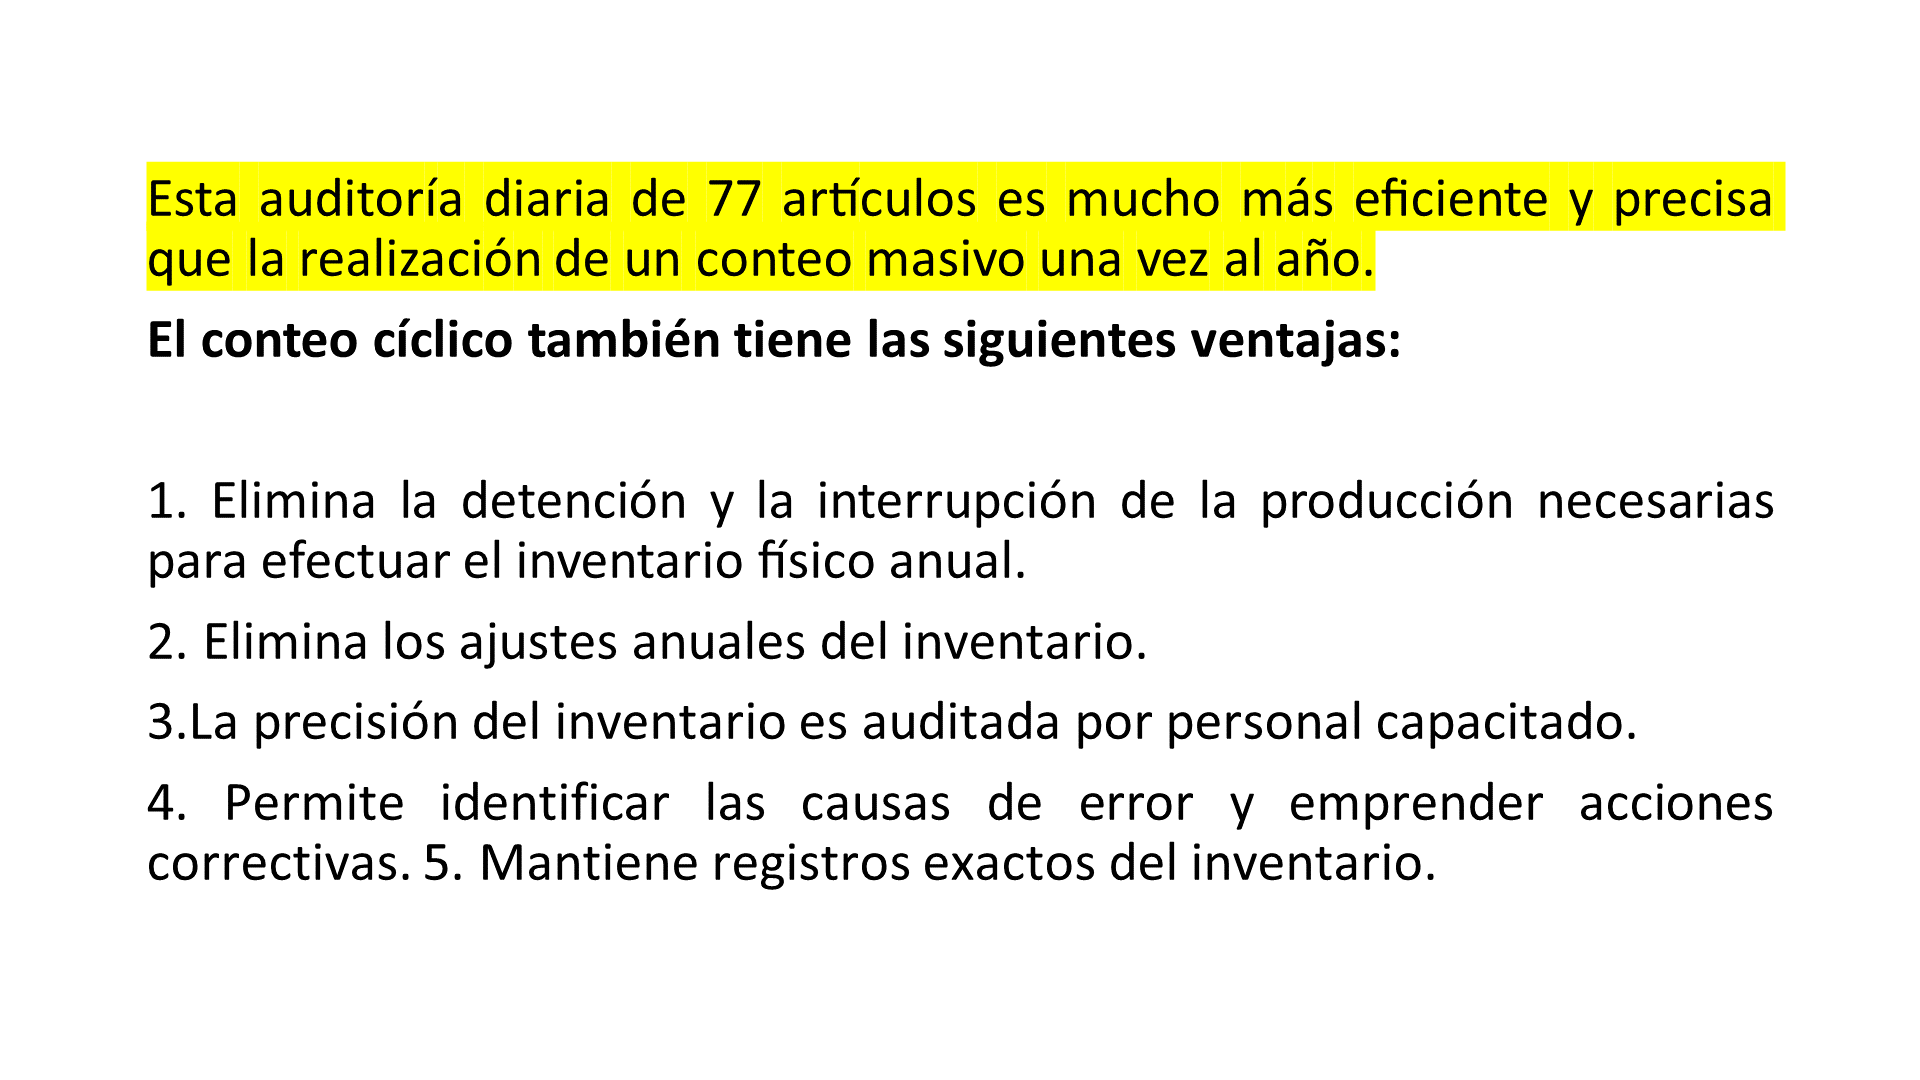 Esta auditoría diaria de 77 artículos es mucho más eficiente y precisa
que la realización de un conteo masivo una vez al año.
El conteo cíclico también tiene las siguientes ventajas:
1. Elimina la detención y la interrupción de la producción necesarias
para efectuar el inventario físico anual.
2. Elimina los ajustes anuales del inventario.
3.La precisión del inventario es auditada por personal capacitado.
4. Permite identificar las causas de error y emprender acciones
correctivas. 5. Mantiene registros exactos del inventario.